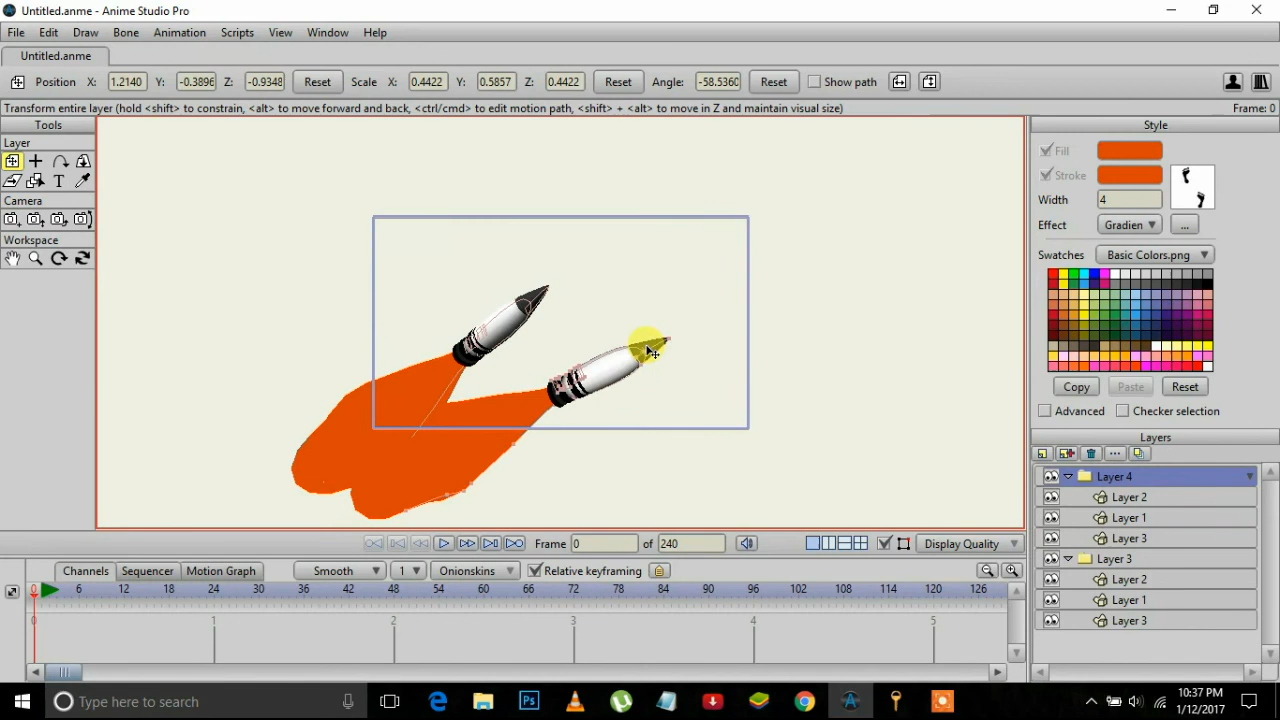 Untitled.anme - Anime Studio Pro
File Edit Draw Bone Animation Scripts View Window Help
Untitled.anme
Position X: 1.2140 Y: -0.3896 Z: -0.9348 Reset Scale X: 0.4422 Y: 0.5857 Z: 0.4422 Reset Angle: -58.5360 Reset Show path
Transform entire layer (hold <shift> to constrain, <alt> to move forward and back, <ctrl/cmd> to edit motion path, <shift> + <alt> to move in Z and maintain visual size) Frame: 0
Tools
Layer
T
Camera
Workspace
Style
Fill
Stroke
Width 4
Effect Gradien ...
Swatches Basic Colors.png
Copy Paste Reset
Advanced Checker selection
Layers
Layer 4
Layer 2
Layer 1
Layer 3
Layer 3
Layer 2
Layer 1
Layer 3
Frame 0 of 240 Display Quality
Channels Sequencer Motion Graph Smooth 1 Onionskins Relative keyframing
0 6 12 18 24 30 36 42 48 54 60 66 72 78 84 90 96 102 108 114 120 126
0 1 2 3 4 5
Type here to search
Ps
10:37 PM
1/12/2017